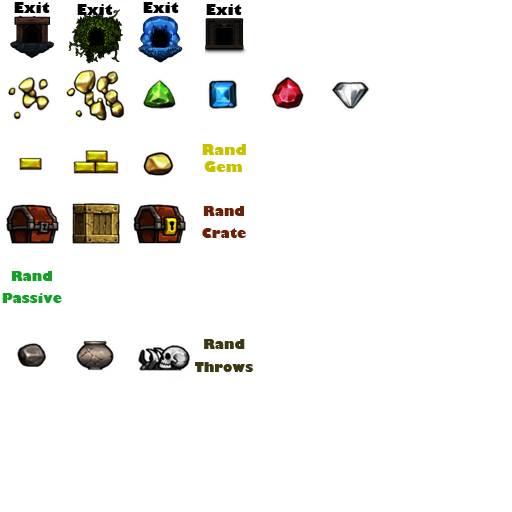 Exit
Exit
Exit
Exit
Rand
Gem
Rand
Crate
Rand
Passive
Rand
Throws